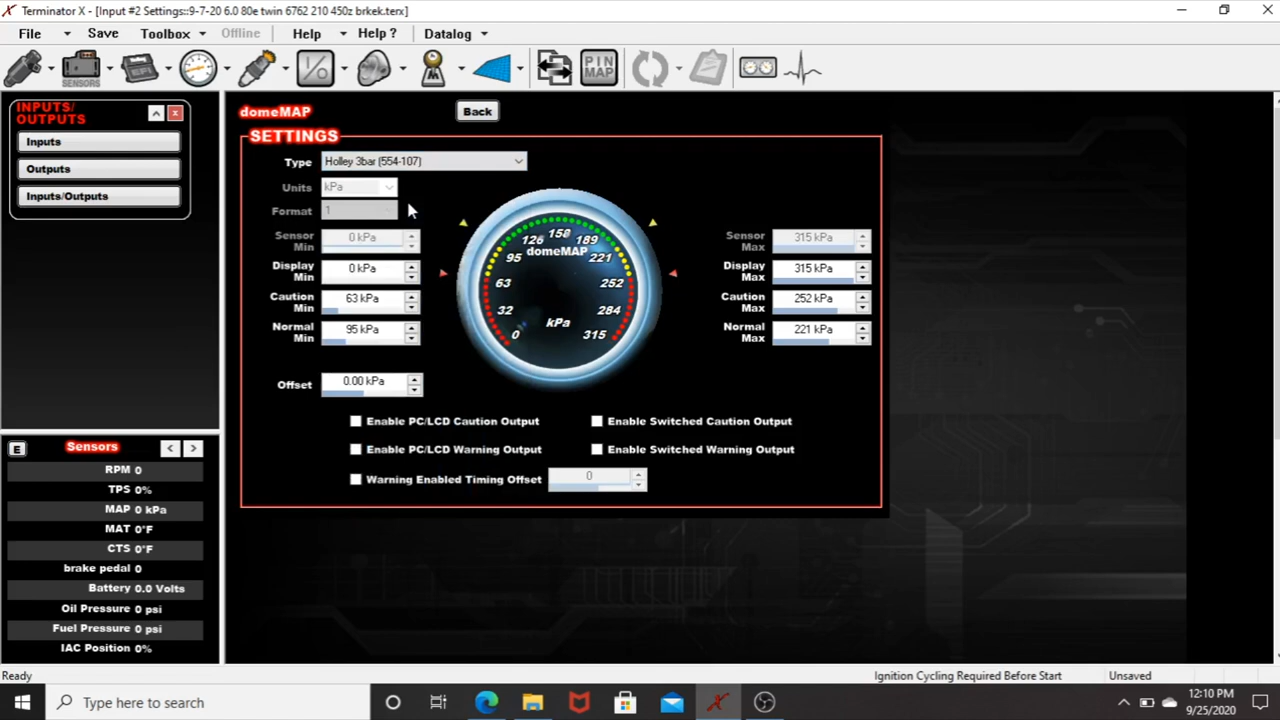 Terminator X - [Input #2 Settings::9-7-20 6.0 80e twin 6762 210 450z brkek.terx]
File Save Toolbox Offline Help Help ? Datalog
SENSORS EFI I/O PIN MAP
INPUTS/
OUTPUTS
Inputs
Outputs
Inputs/Outputs
domeMAP Back
SETTINGS
Type Holley 3bar (554-107)
Units kPa
Format 1
Sensor Min 0 kPa
Display Min 0 kPa
Caution Min 63 kPa
Normal Min 95 kPa
Offset 0.00 kPa
0 32 63 95 126 158 189 221 252 284 315
domeMAP
kPa
Sensor Max 315 kPa
Display Max 315 kPa
Caution Max 252 kPa
Normal Max 221 kPa
Enable PC/LCD Caution Output Enable Switched Caution Output
Enable PC/LCD Warning Output Enable Switched Warning Output
Warning Enabled Timing Offset 0
E Sensors < >
RPM 0
TPS 0%
MAP 0 kPa
MAT 0°F
CTS 0°F
brake pedal 0
Battery 0.0 Volts
Oil Pressure 0 psi
Fuel Pressure 0 psi
IAC Position 0%
Ready Ignition Cycling Required Before Start Unsaved
Type here to search
12:10 PM
9/25/2020